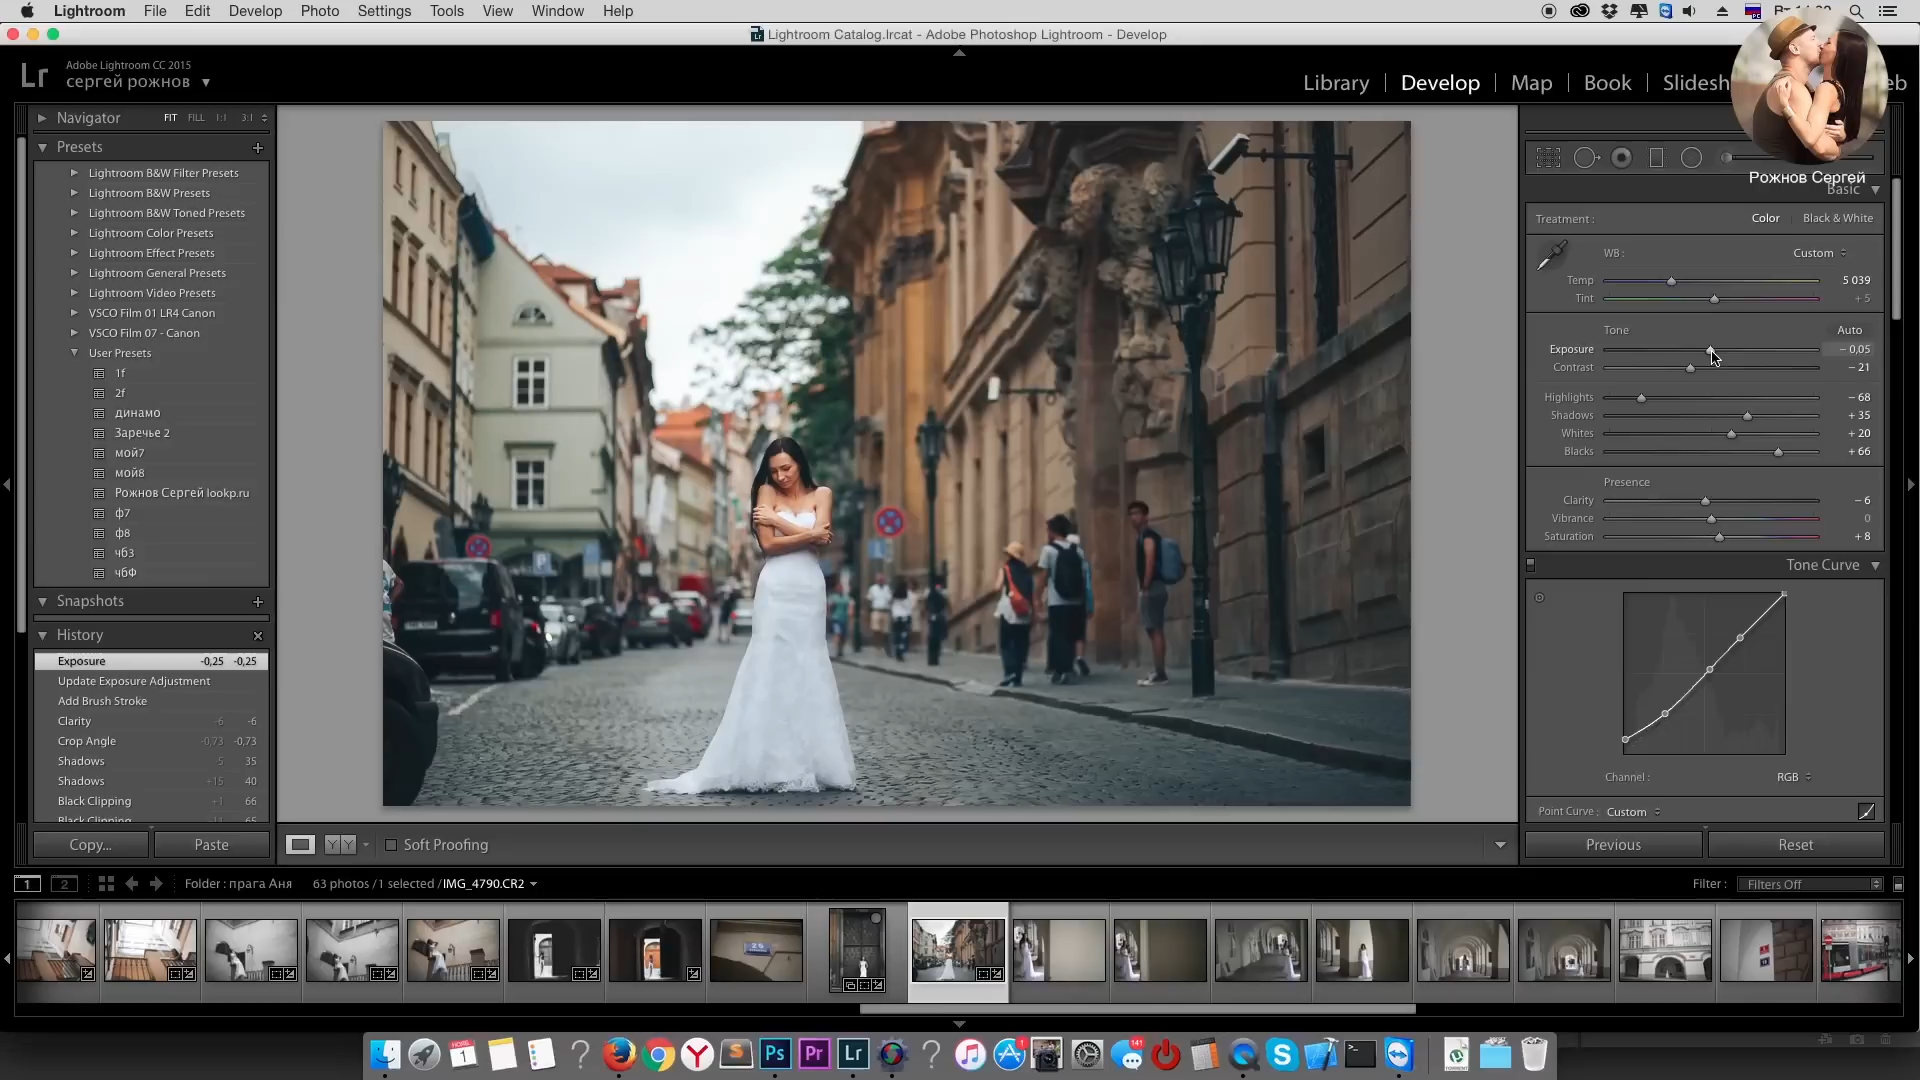 Lightroom File Edit Develop Photo Settings Tools View Window Help
Lightroom Catalog.lrcat - Adobe Photoshop Lightroom - Develop
Lr
Adobe Lightroom CC 2015
сергей рожнов
Library Develop Map Book
Рожнов Сергей
Navigator FIT FILL 1:1 3:1
Presets
Lightroom B&W Filter Presets
Lightroom B&W Presets
Lightroom B&W Toned Presets
Lightroom Color Presets
Lightroom Effect Presets
Lightroom General Presets
Lightroom Video Presets
VSCO Film 01 LR4 Canon
VSCO Film 07 - Canon
User Presets
1f
2f
динамо
Заречье 2
мой7
мой8
Рожнов Сергей lookp.ru
ф7
ф8
чб3
чбФ
Snapshots
History
Exposure -0,25 -0,25
Update Exposure Adjustment
Add Brush Stroke
Clarity -6 -6
Crop Angle -0,73 -0,73
Shadows 5 35
Shadows +15 40
Black Clipping +1 66
Copy... Paste
Soft Proofing
Basic
Treatment : Color Black & White
WB : Custom
Temp 5 039
Tint + 5
Tone Auto
Exposure − 0,05
Contrast − 21
Highlights − 68
Shadows + 35
Whites + 20
Blacks + 66
Presence
Clarity − 6
Vibrance 0
Saturation + 8
Tone Curve
Channel : RGB
Point Curve : Custom
Previous Reset
1 2 Folder : прага Аня 63 photos /1 selected /IMG_4790.CR2 Filter : Filters Off
Ps Pr Lr